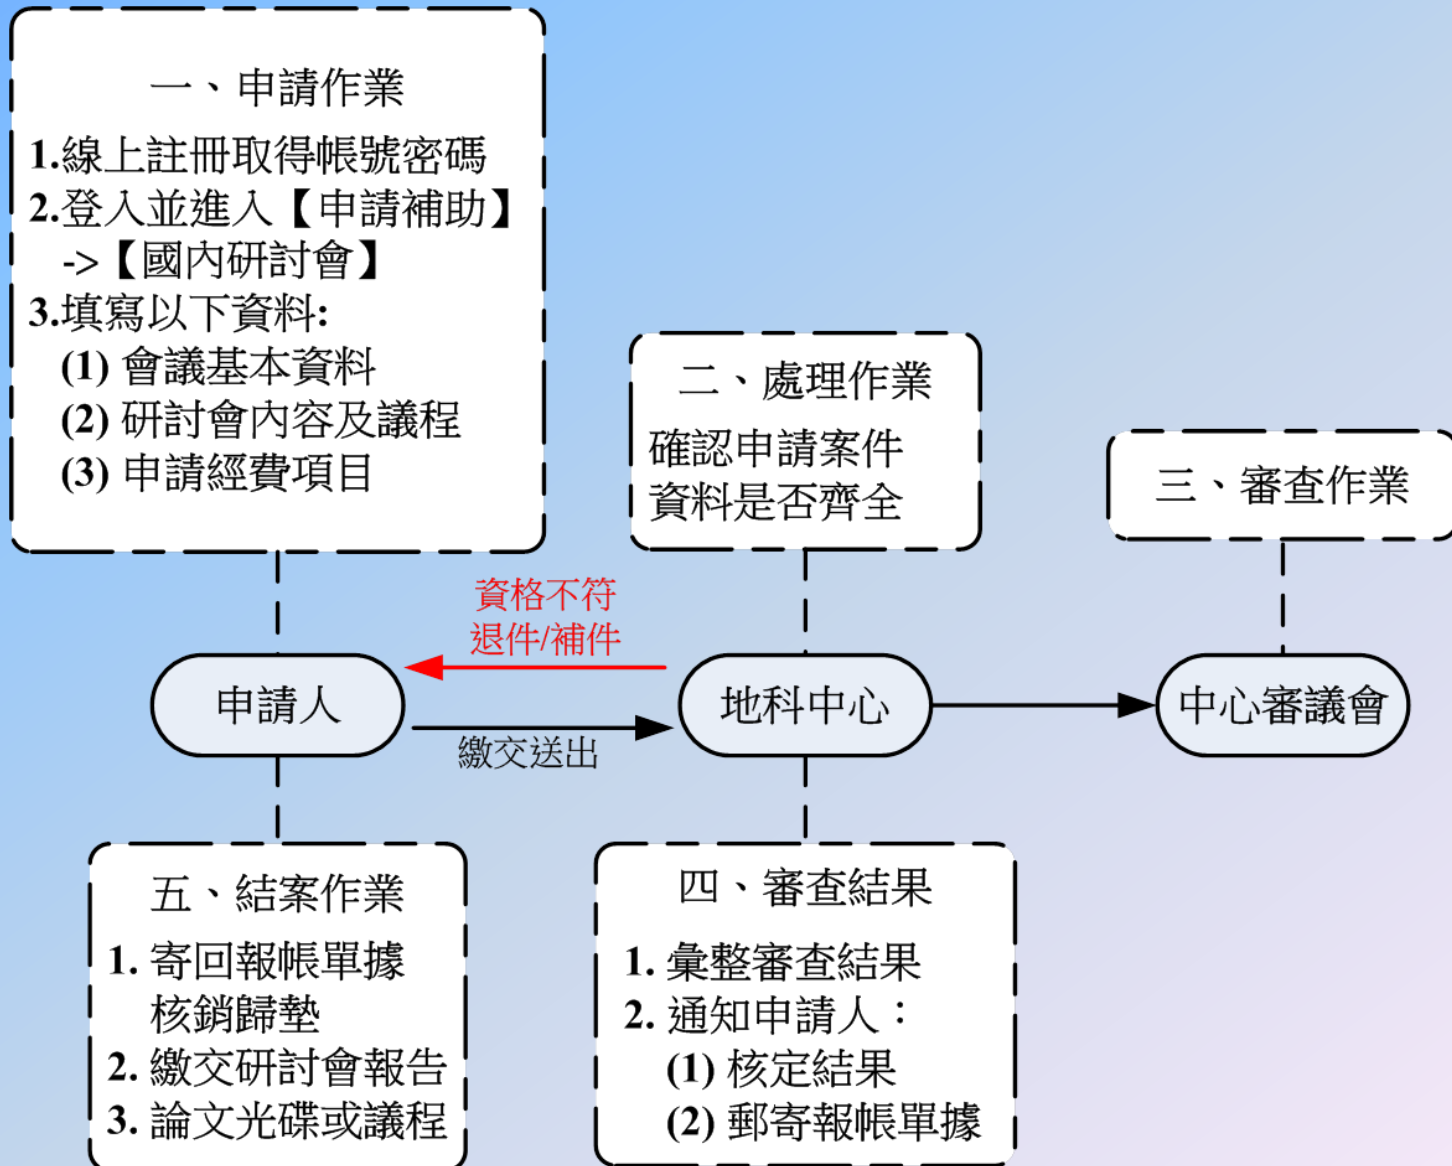 一、申請作業
1.線上註冊取得帳號密碼
2.登入並進入【申請補助】
->【國內研討會】
3.填寫以下資料:
(1) 會議基本資料
(2) 研討會內容及議程
(3) 申請經費項目
二、處理作業
確認申請案件
資料是否齊全
三、審查作業
資格不符
退件/補件
申請人
地科中心
中心審議會
繳交送出
五、結案作業
1. 寄回報帳單據
核銷歸墊
2. 繳交研討會報告
3. 論文光碟或議程
四、審查結果
1. 彙整審查結果
2. 通知申請人：
(1) 核定結果
(2) 郵寄報帳單據